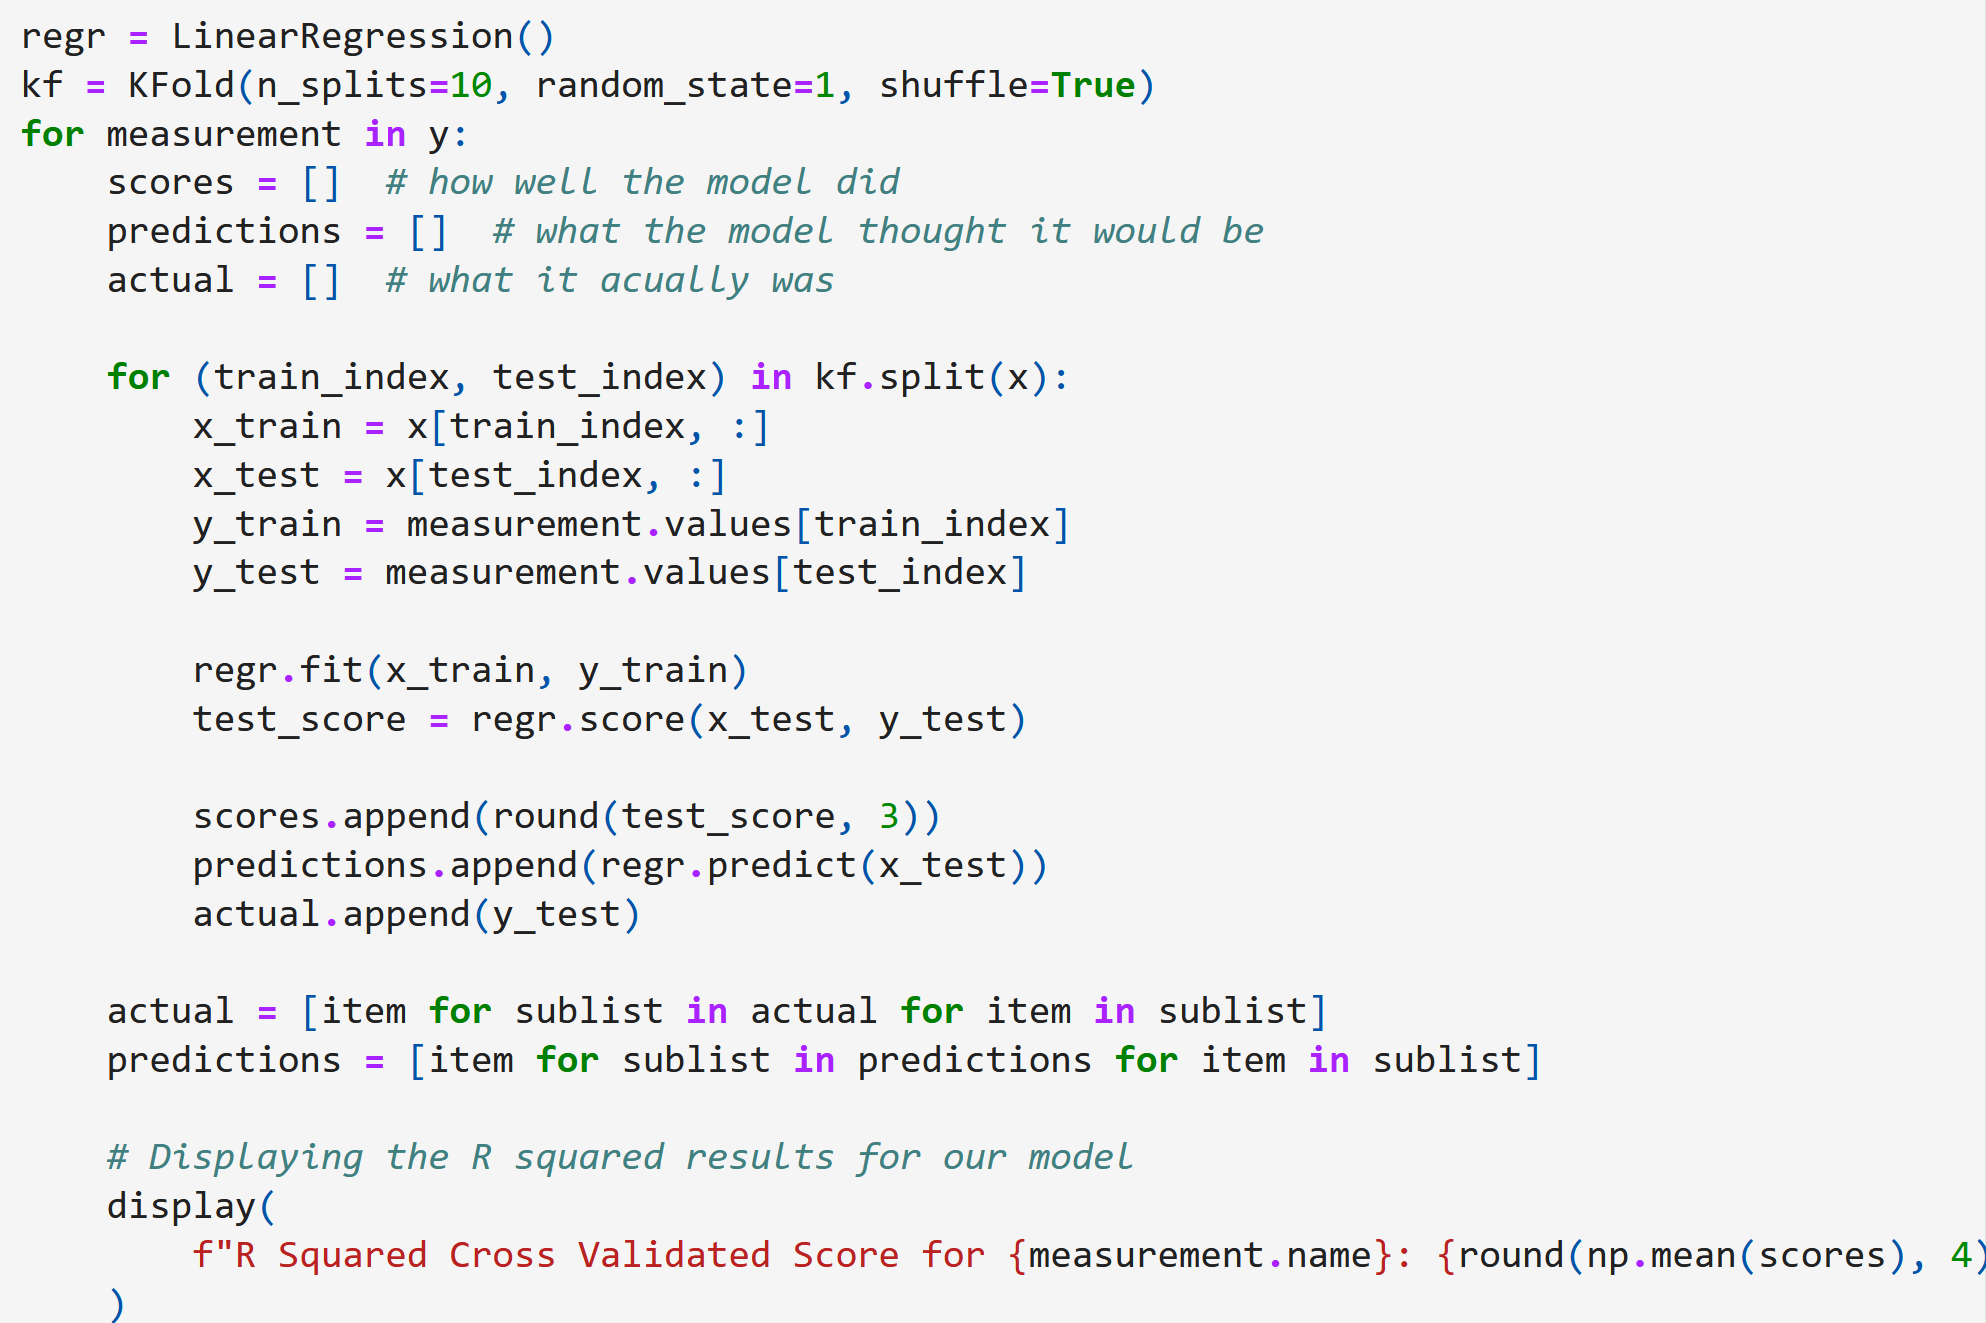 regr = LinearRegression()
kf = KFold(n_splits=10, random_state=1, shuffle=True)
for measurement in y:
    scores = []  # how well the model did
    predictions = []  # what the model thought it would be
    actual = []  # what it acually was

    for (train_index, test_index) in kf.split(x):
        x_train = x[train_index, :]
        x_test = x[test_index, :]
        y_train = measurement.values[train_index]
        y_test = measurement.values[test_index]

        regr.fit(x_train, y_train)
        test_score = regr.score(x_test, y_test)

        scores.append(round(test_score, 3))
        predictions.append(regr.predict(x_test))
        actual.append(y_test)

    actual = [item for sublist in actual for item in sublist]
    predictions = [item for sublist in predictions for item in sublist]

    # Displaying the R squared results for our model
    display(
        f"R Squared Cross Validated Score for {measurement.name}: {round(np.mean(scores), 4)
    )